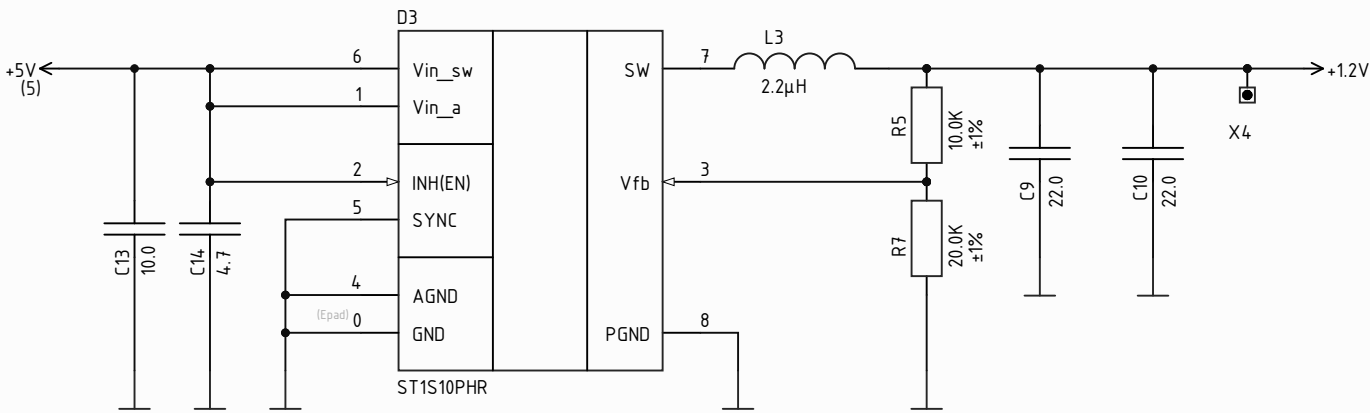 D3
+5V
(5)
6
Vin_sw
1
Vin_a
2
INH(EN)
5
SYNC
4
AGND
(Epad)
0
GND
SW
7
Vfb
3
PGND
8
ST1S10PHR
L3
2.2μH
+1.2V
X4
R5
10.0K
±1%
R7
20.0K
±1%
C9
22.0
C10
22.0
C13
10.0
C14
4.7